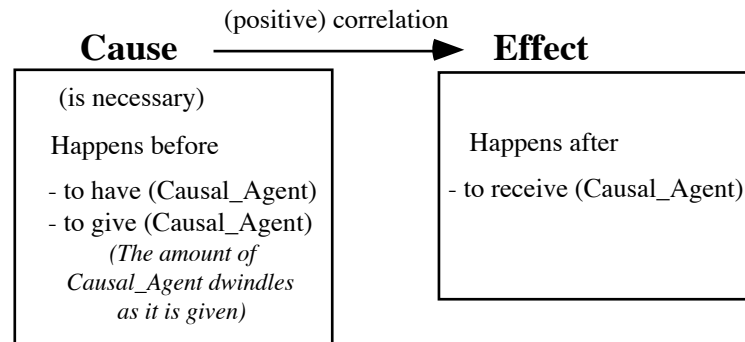 (positive) correlation
Cause
Effect
(is necessary)
Happens before
- to have (Causal_Agent)
- to give (Causal_Agent)
(The amount of
Causal_Agent dwindles
as it is given)
Happens after
- to receive (Causal_Agent)